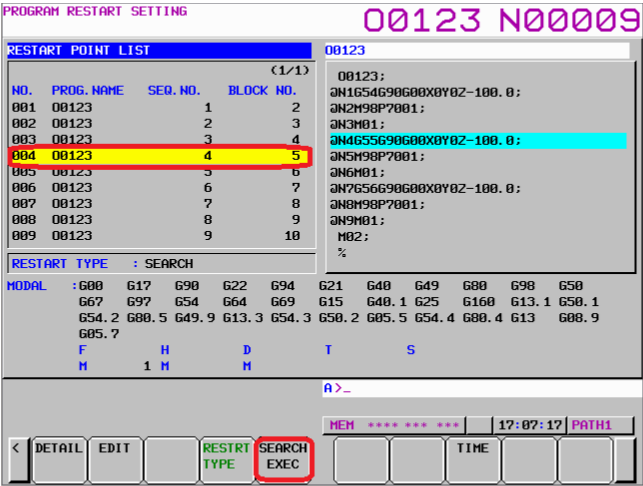 PROGRAM RESTART SETTING
O0123 N00009
RESTART POINT LIST
(1/1)
NO. PROG.NAME SEQ.NO. BLOCK NO.
001 O0123 1 2
002 O0123 2 3
003 O0123 3 4
004 O0123 4 5
005 O0123 5 6
006 O0123 6 7
007 O0123 7 8
008 O0123 8 9
009 O0123 9 10
RESTART TYPE : SEARCH
O0123
O0123;
@N1G54G90G00X0Y0Z-100.0;
@N2M98P7001;
@N3M01;
@N4G55G90G00X0Y0Z-100.0;
@N5M98P7001;
@N6M01;
@N7G56G90G00X0Y0Z-100.0;
@N8M98P7001;
@N9M01;
M02;
%
MODAL :G00 G17 G90 G22 G94 G21 G40 G49 G80 G98 G50
G67 G97 G54 G64 G69 G15 G40.1 G25 G160 G13.1 G50.1
G54.2 G80.5 G49.9 G13.3 G54.3 G50.2 G05.5 G54.4 G80.4 G13 G08.9
G05.7
F H D T S
M 1 M M
A>_
MEM **** *** *** 17:07:17 PATH1
< DETAIL EDIT RESTRT TYPE SEARCH EXEC TIME